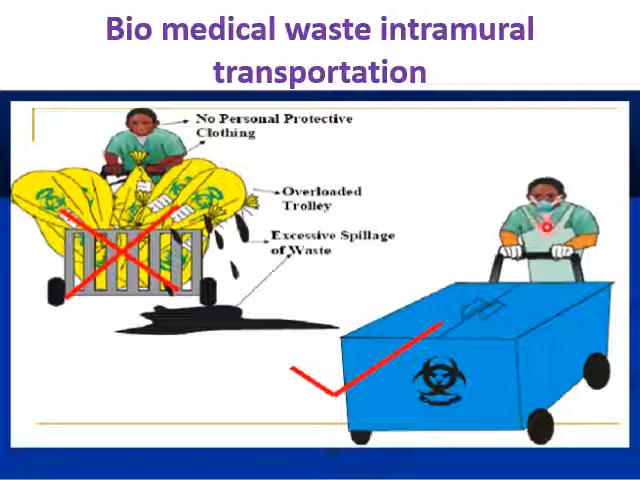 Bio medical waste intramural
transportation
No Personal Protective
Clothing
Overloaded
Trolley
Excessive Spillage
of Waste